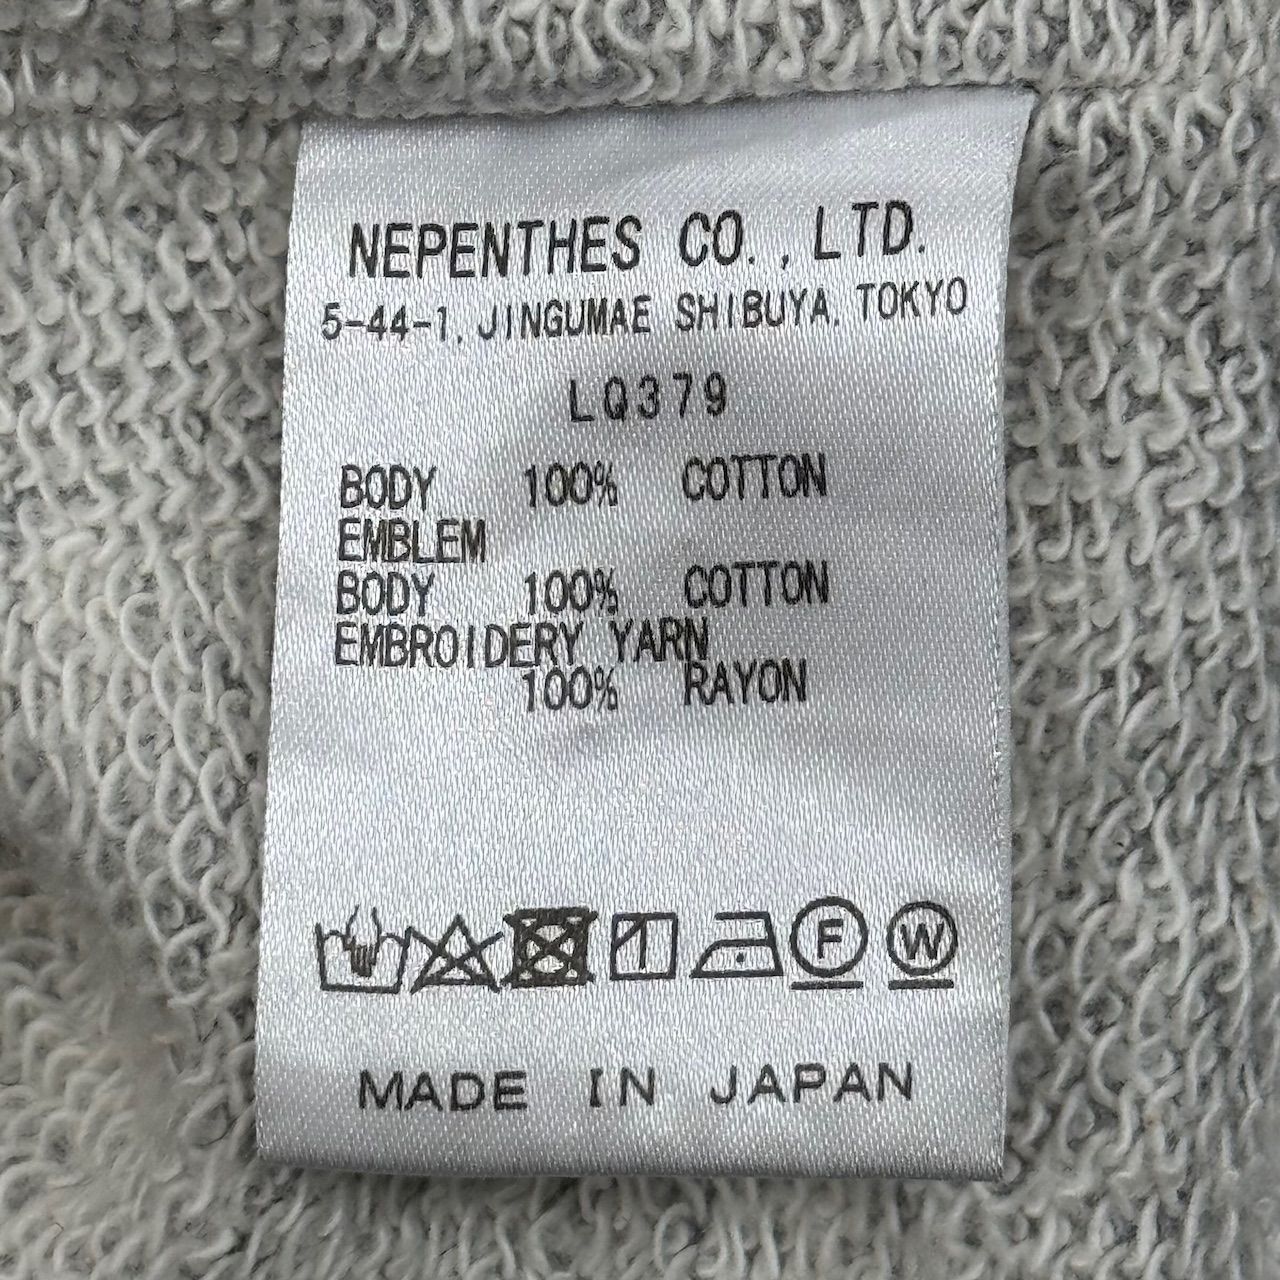 NEPENTHES CO., LTD.
5-44-1, JINGUMAE SHIBUYA, TOKYO
LQ379
BODY 100% COTTON
EMBLEM
BODY 100% COTTON
EMBROIDERY YARN
100% RAYON
1 F W
MADE IN JAPAN